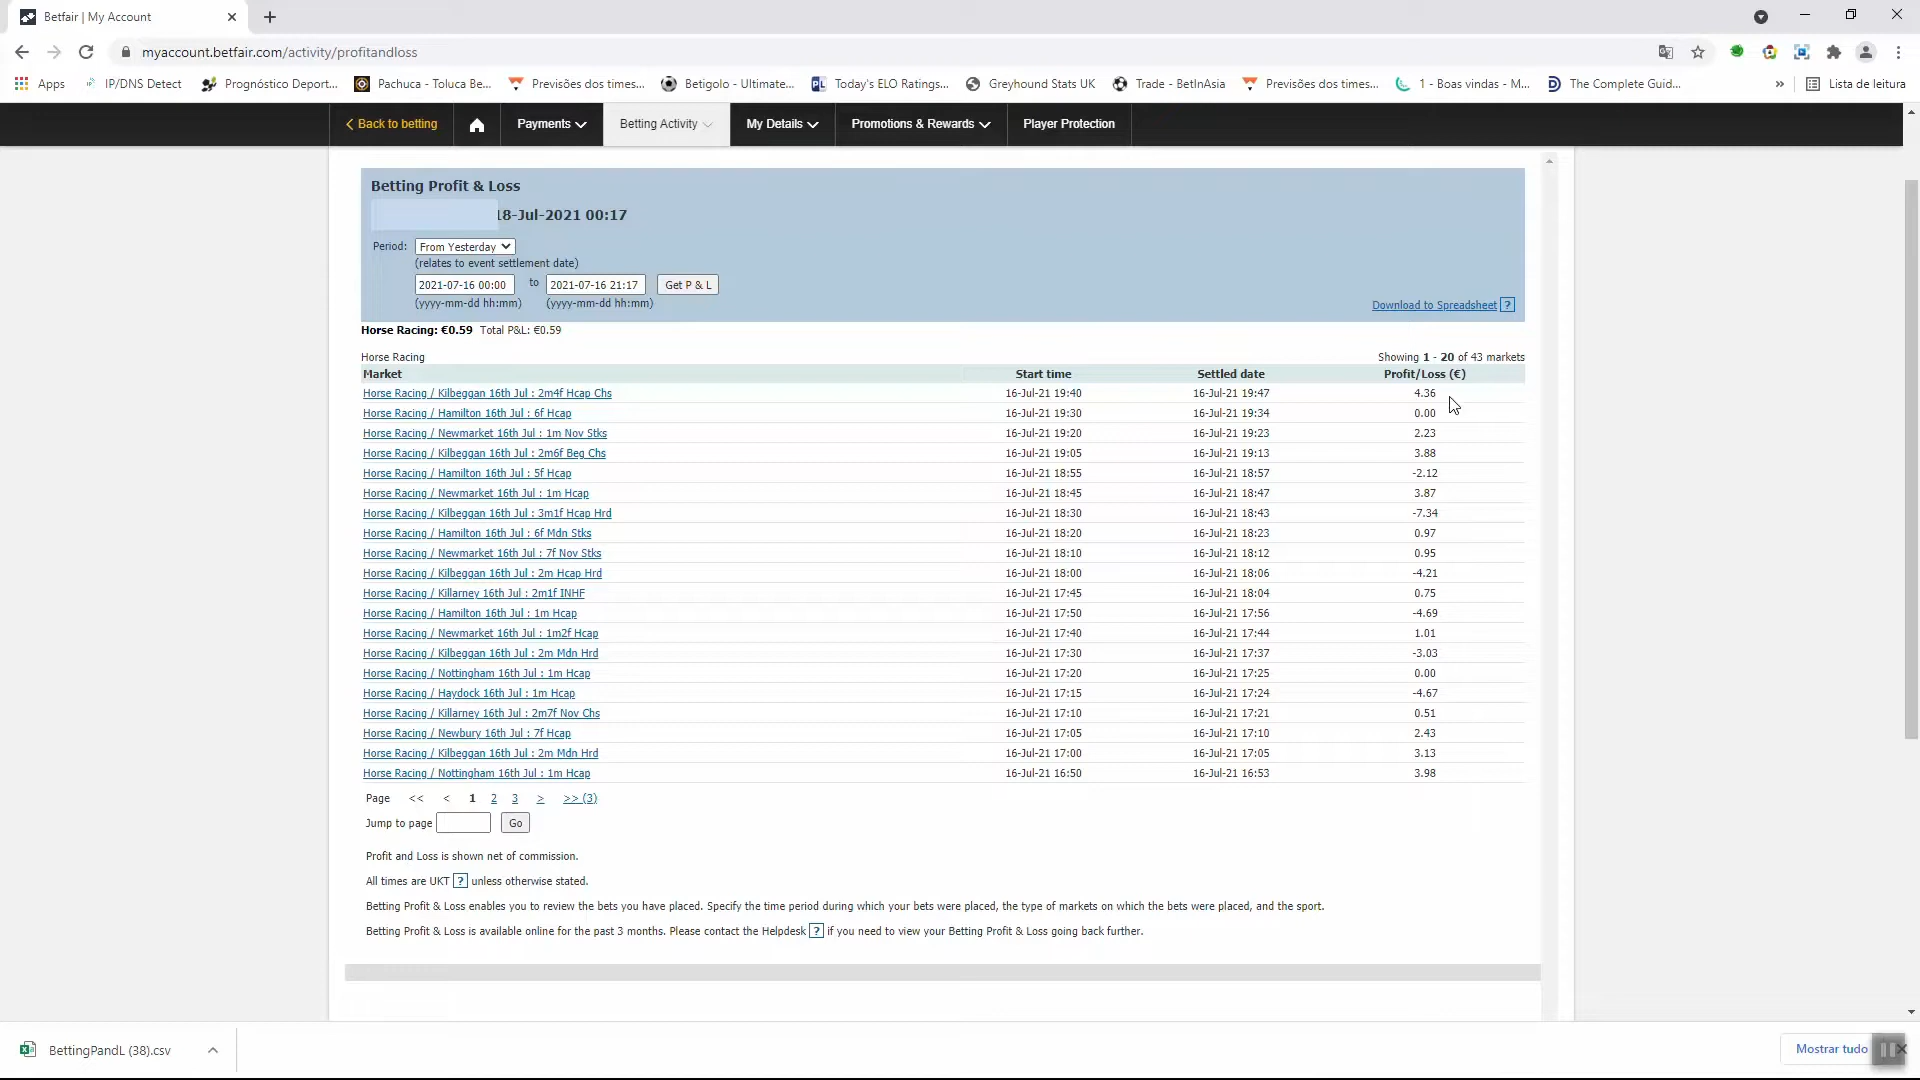 Betfair | My Account
myaccount.betfair.com/activity/profitandloss
Apps IP/DNS Detect Prognóstico Deport... Pachuca - Toluca Be... Previsões dos times... Betigolo - Ultimate... Today's ELO Ratings... Greyhound Stats UK Trade - BetInAsia Previsões dos times... 1 - Boas vindas - M... The Complete Guid... » Lista de leitura
Back to betting Payments Betting Activity My Details Promotions & Rewards Player Protection
Betting Profit & Loss
18-Jul-2021 00:17
Period: From Yesterday
(relates to event settlement date)
2021-07-16 00:00 to 2021-07-16 21:17 Get P & L
(yyyy-mm-dd hh:mm) (yyyy-mm-dd hh:mm)
Download to Spreadsheet ?
Horse Racing: €0.59 Total P&L: €0.59
Horse Racing Showing 1 - 20 of 43 markets
Market Start time Settled date Profit/Loss (€)
Horse Racing / Kilbeggan 16th Jul : 2m4f Hcap Chs 16-Jul-21 19:40 16-Jul-21 19:47 4.36
Horse Racing / Hamilton 16th Jul : 6f Hcap 16-Jul-21 19:30 16-Jul-21 19:34 0.00
Horse Racing / Newmarket 16th Jul : 1m Nov Stks 16-Jul-21 19:20 16-Jul-21 19:23 2.23
Horse Racing / Kilbeggan 16th Jul : 2m6f Beg Chs 16-Jul-21 19:05 16-Jul-21 19:13 3.88
Horse Racing / Hamilton 16th Jul : 5f Hcap 16-Jul-21 18:55 16-Jul-21 18:57 -2.12
Horse Racing / Newmarket 16th Jul : 1m Hcap 16-Jul-21 18:45 16-Jul-21 18:47 3.87
Horse Racing / Kilbeggan 16th Jul : 3m1f Hcap Hrd 16-Jul-21 18:30 16-Jul-21 18:43 -7.34
Horse Racing / Hamilton 16th Jul : 6f Mdn Stks 16-Jul-21 18:20 16-Jul-21 18:23 0.97
Horse Racing / Newmarket 16th Jul : 7f Nov Stks 16-Jul-21 18:10 16-Jul-21 18:12 0.95
Horse Racing / Kilbeggan 16th Jul : 2m Hcap Hrd 16-Jul-21 18:00 16-Jul-21 18:06 -4.21
Horse Racing / Killarney 16th Jul : 2m1f INHF 16-Jul-21 17:45 16-Jul-21 18:04 0.75
Horse Racing / Hamilton 16th Jul : 1m Hcap 16-Jul-21 17:50 16-Jul-21 17:56 -4.69
Horse Racing / Newmarket 16th Jul : 1m2f Hcap 16-Jul-21 17:40 16-Jul-21 17:44 1.01
Horse Racing / Kilbeggan 16th Jul : 2m Mdn Hrd 16-Jul-21 17:30 16-Jul-21 17:37 -3.03
Horse Racing / Nottingham 16th Jul : 1m Hcap 16-Jul-21 17:20 16-Jul-21 17:25 0.00
Horse Racing / Haydock 16th Jul : 1m Hcap 16-Jul-21 17:15 16-Jul-21 17:24 -4.67
Horse Racing / Killarney 16th Jul : 2m7f Nov Chs 16-Jul-21 17:10 16-Jul-21 17:21 0.51
Horse Racing / Newbury 16th Jul : 7f Hcap 16-Jul-21 17:05 16-Jul-21 17:10 2.43
Horse Racing / Kilbeggan 16th Jul : 2m Mdn Hrd 16-Jul-21 17:00 16-Jul-21 17:05 3.13
Horse Racing / Nottingham 16th Jul : 1m Hcap 16-Jul-21 16:50 16-Jul-21 16:53 3.98
Page << < 1 2 3 > >> (3)
Jump to page Go
Profit and Loss is shown net of commission.
All times are UKT ? unless otherwise stated.
Betting Profit & Loss enables you to review the bets you have placed. Specify the time period during which your bets were placed, the type of markets on which the bets were placed, and the sport.
Betting Profit & Loss is available online for the past 3 months. Please contact the Helpdesk ? if you need to view your Betting Profit & Loss going back further.
BettingPandL (38).csv Mostrar tudo